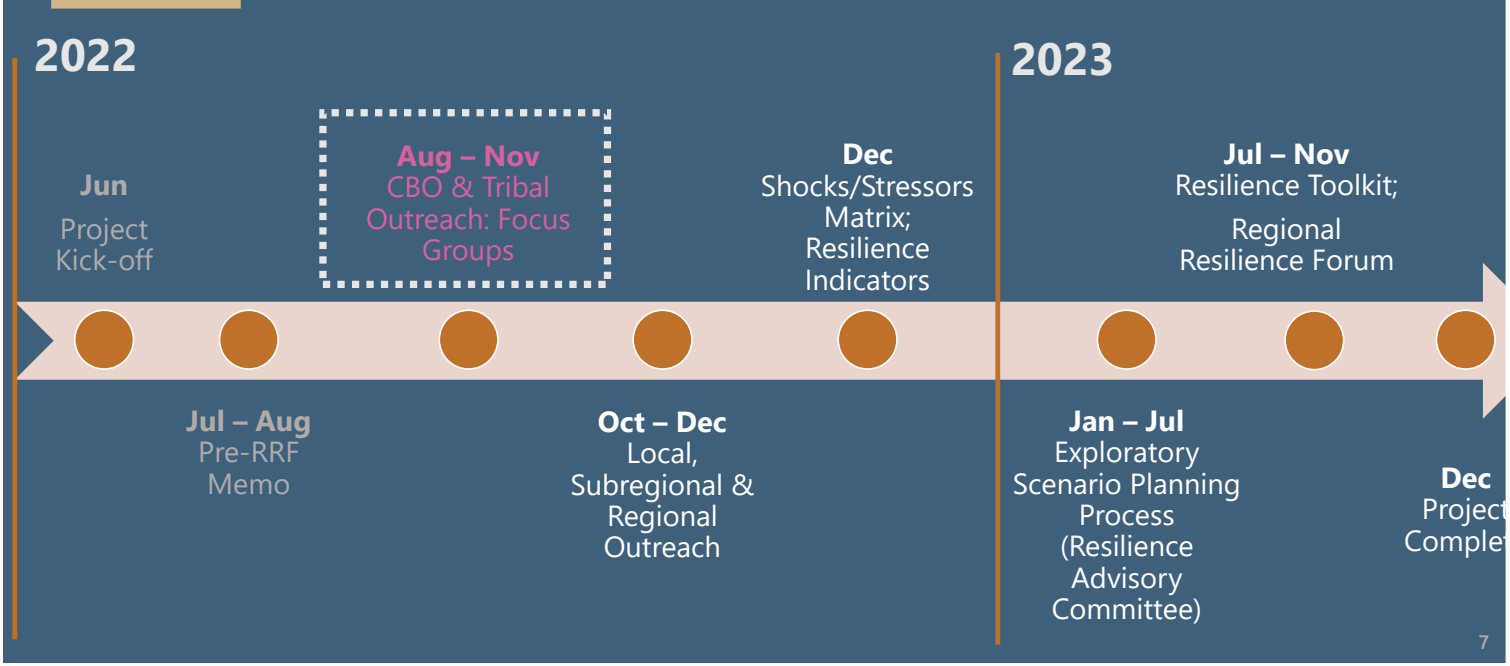 2022
2023
Jun
Project
Kick-off
Aug – Nov
CBO & Tribal
Outreach: Focus
Groups
Dec
Shocks/Stressors
Matrix;
Resilience
Indicators
Jul – Nov
Resilience Toolkit;
Regional
Resilience Forum
Jul – Aug
Pre-RRF
Memo
Oct – Dec
Local,
Subregional &
Regional
Outreach
Jan – Jul
Exploratory
Scenario Planning
Process
(Resilience
Advisory
Committee)
Dec
Project
Complet
7